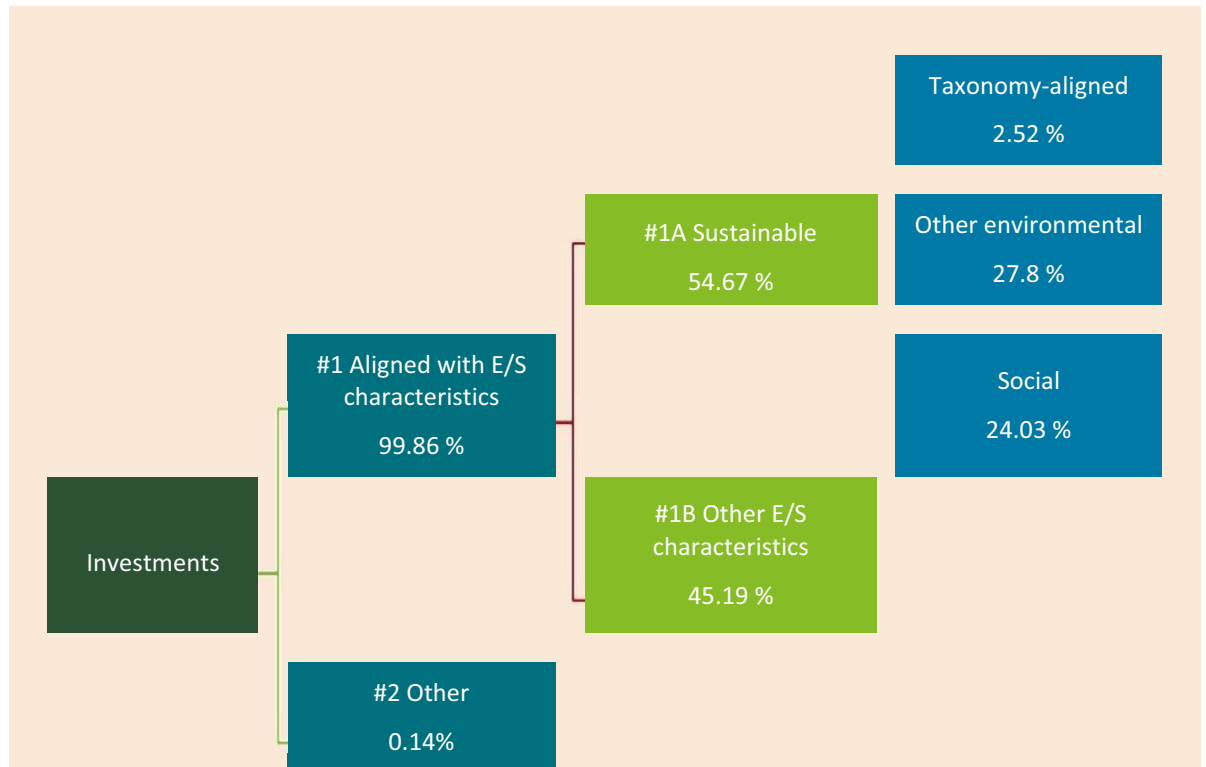 Taxonomy-aligned
2.52 %
#1A Sustainable
54.67 %
Other environmental
27.8 %
#1 Aligned with E/S
characteristics
99.86 %
Social
24.03 %
Investments
#1B Other E/S
characteristics
45.19 %
#2 Other
0.14%